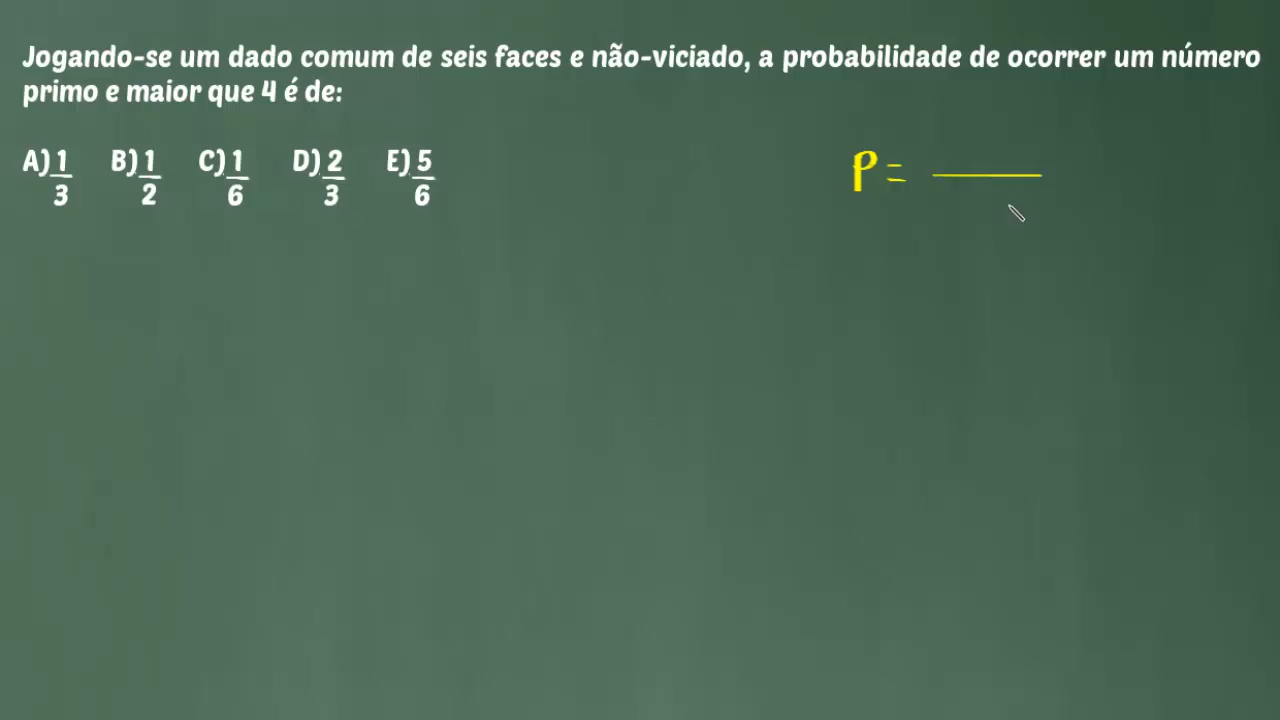 Jogando-se um dado comum de seis faces e não-viciado, a probabilidade de ocorrer um número
primo e maior que 4 é de:
A) 1/3 B) 1/2 C) 1/6 D) 2/3 E) 5/6
P = ___